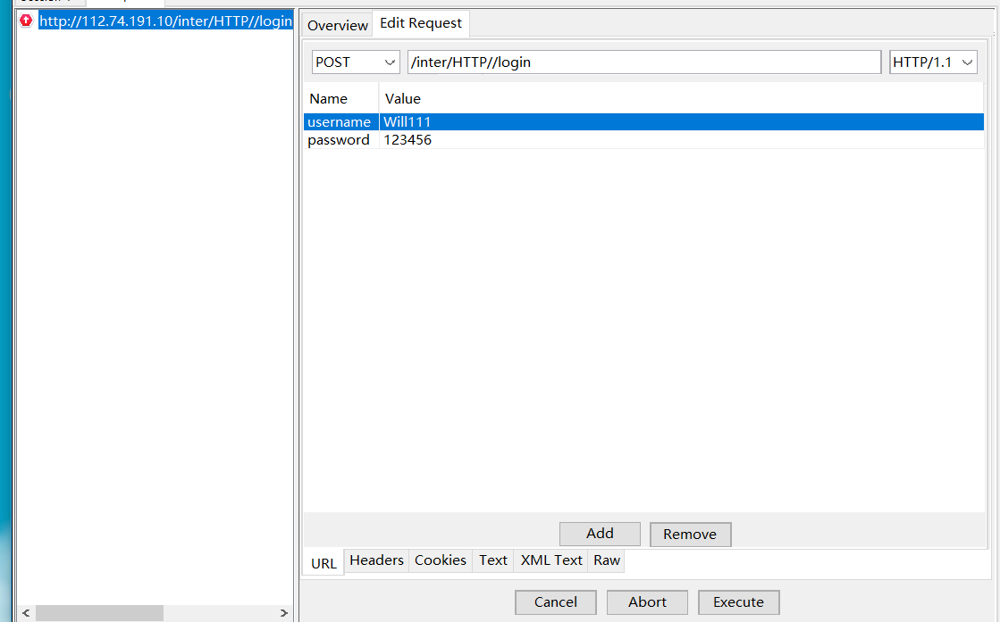 http://112.74.191.10/inter/HTTP//login
Overview
Edit Request
POST
/inter/HTTP//login
HTTP/1.1
Name Value
username Will111
password 123456
Add Remove
URL Headers Cookies Text XML Text Raw
Cancel Abort Execute